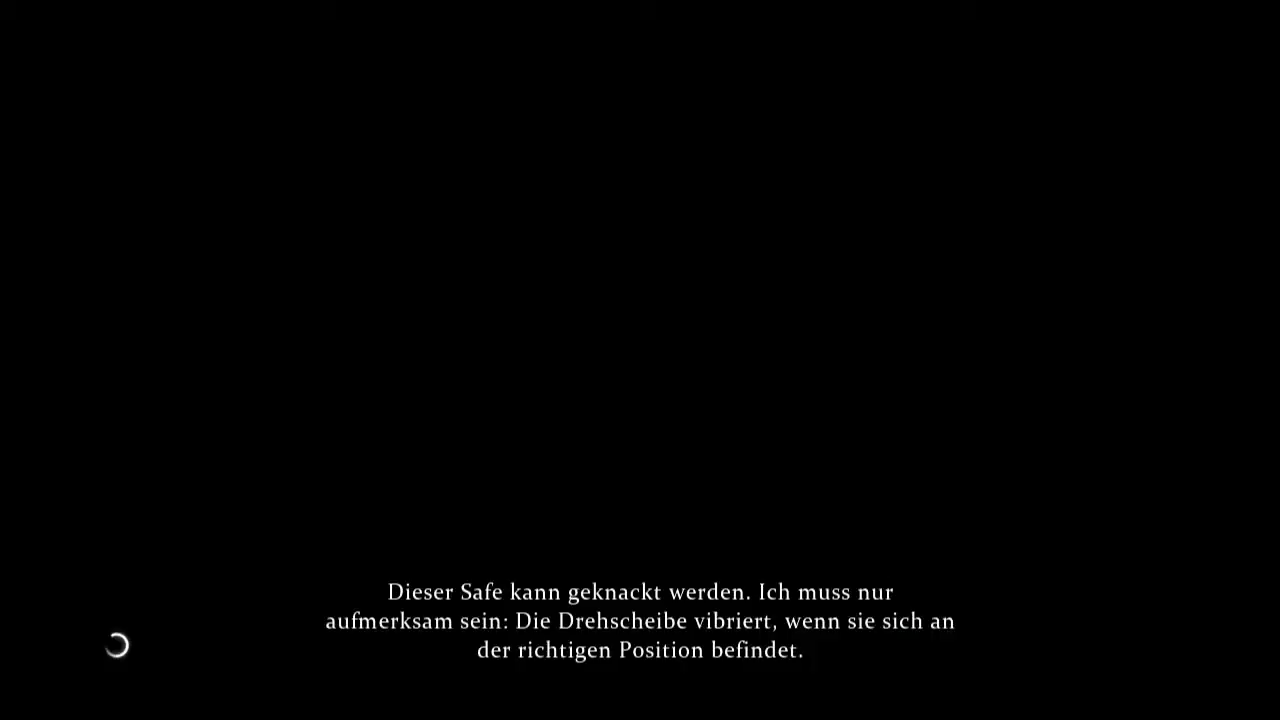 Dieser Safe kann geknackt werden. Ich muss nur
aufmerksam sein: Die Drehscheibe vibriert, wenn sie sich an
der richtigen Position befindet.